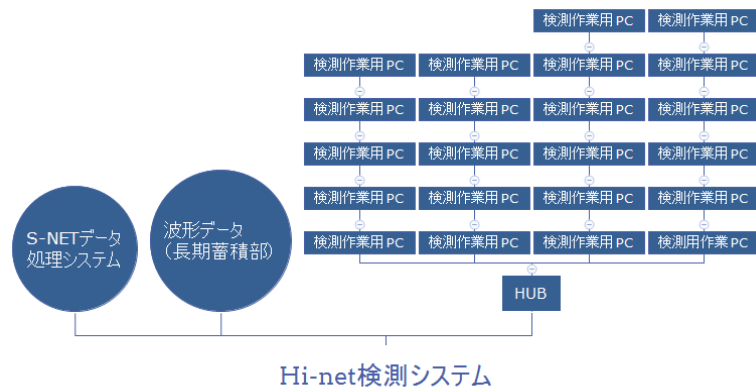 検測作業用 PC 検測作業用 PC
検測作業用 PC 検測作業用 PC 検測作業用 PC 検測作業用 PC
検測作業用 PC 検測作業用 PC 検測作業用 PC 検測作業用 PC
検測作業用 PC 検測作業用 PC 検測作業用 PC 検測作業用 PC
検測作業用 PC 検測作業用 PC 検測作業用 PC 検測作業用 PC
検測作業用 PC 検測作業用 PC 検測作業用 PC 検測用作業 PC
S-NETデータ
処理システム
波形データ
（長期蓄積部）
HUB
Hi-net検測システム